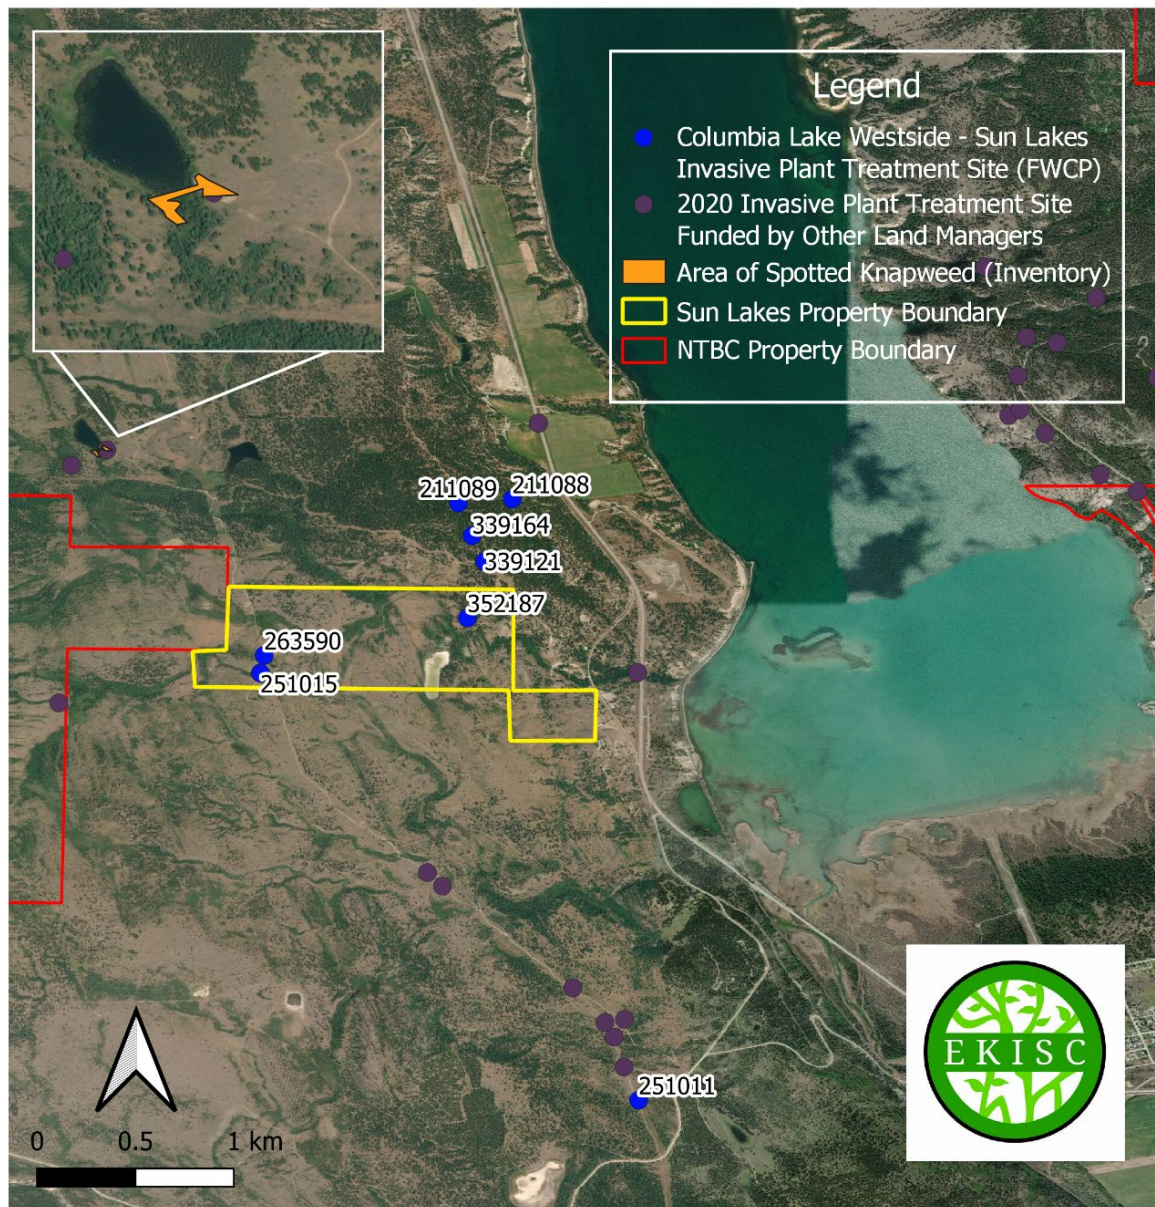 Legend
Columbia Lake Westside - Sun Lakes
Invasive Plant Treatment Site (FWCP)
2020 Invasive Plant Treatment Site
Funded by Other Land Managers
Area of Spotted Knapweed (Inventory)
Sun Lakes Property Boundary
NTBC Property Boundary
211089
211088
339164
339121
352187
263590
251015
251011
EKISC
0 0.5 1 km